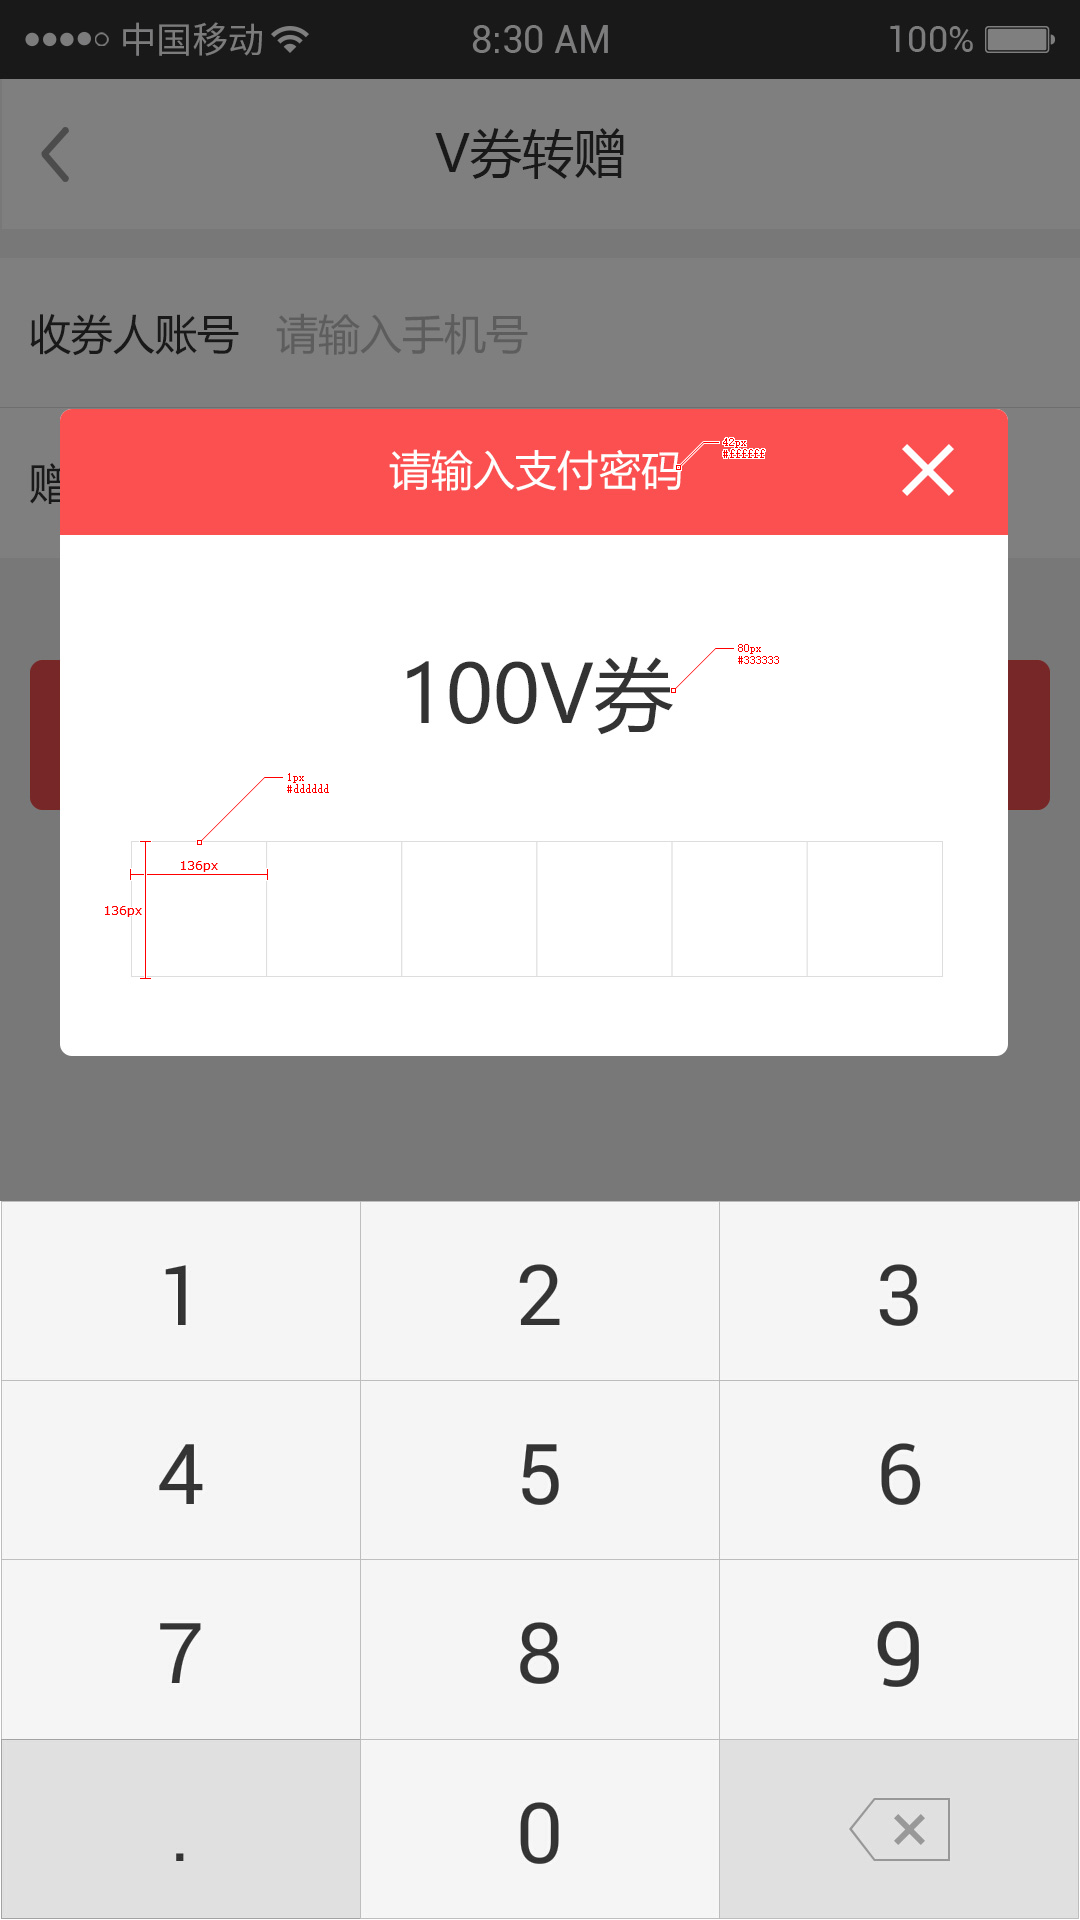 中国移动 8:30 AM 100%
V券转赠
收券人账号 请输入手机号
赠
请输入支付密码
42px
#ffffff
100V券
80px
#333333
1px
#dddddd
136px
136px
1 2 3
4 5 6
7 8 9
. 0